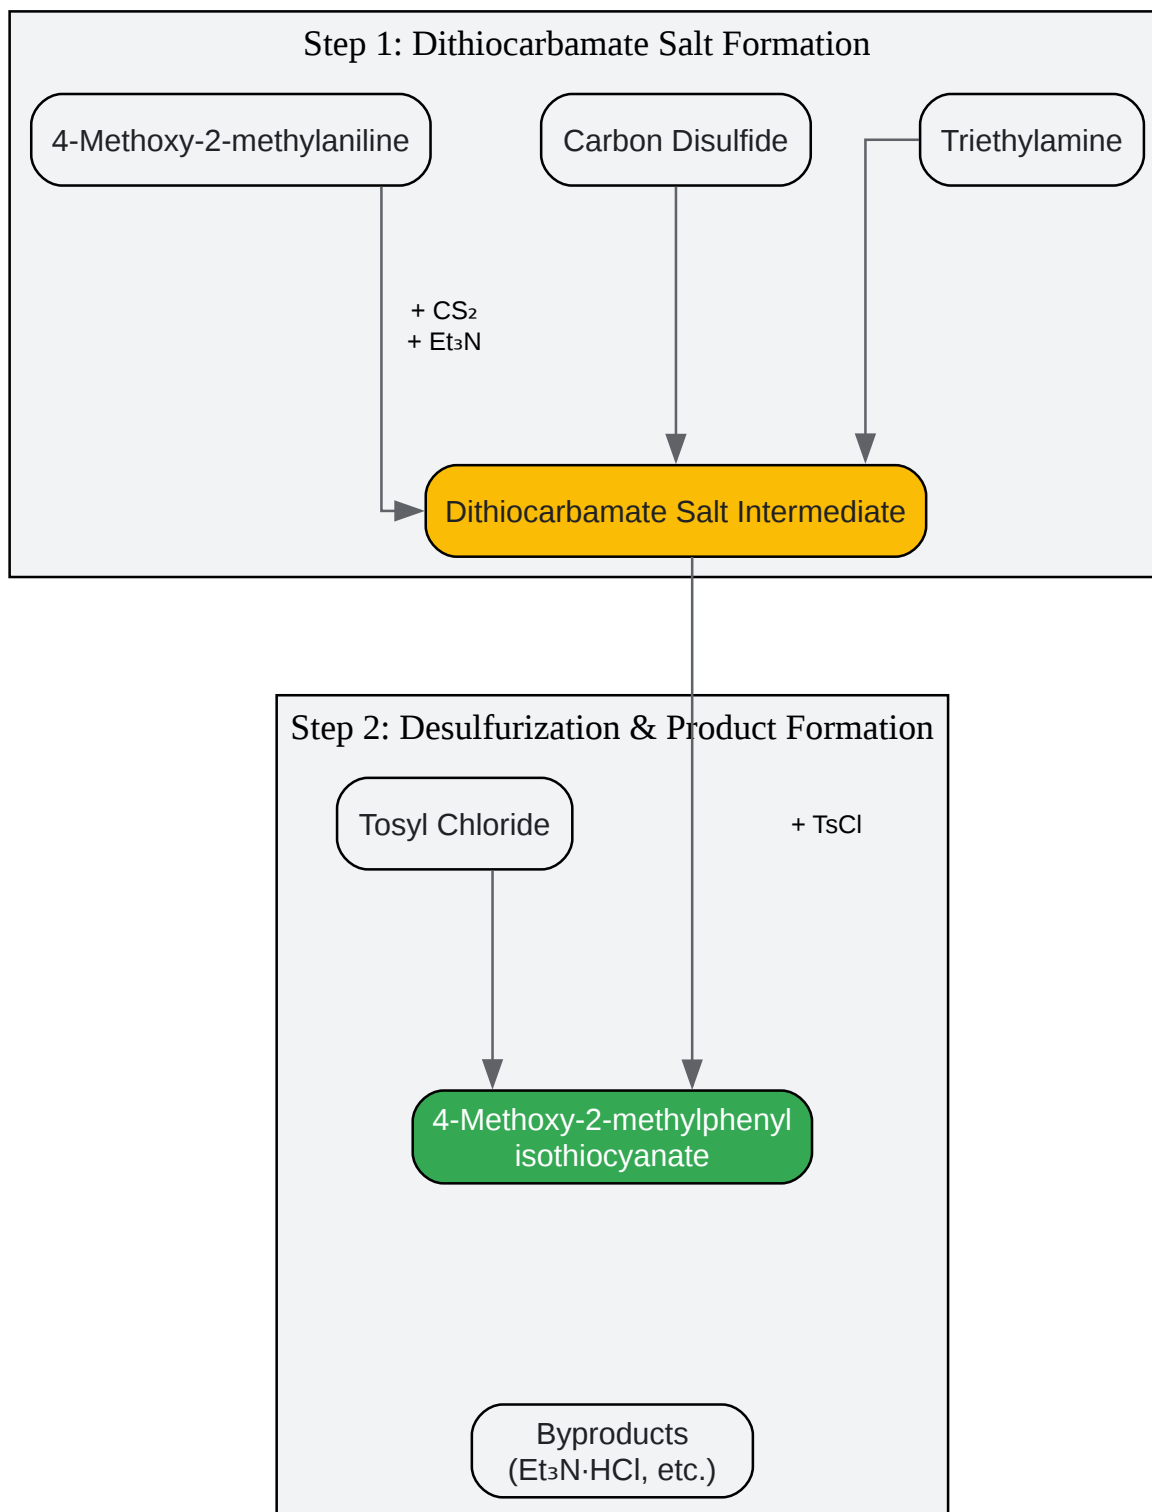 Step 1: Dithiocarbamate Salt Formation
4-Methoxy-2-methylaniline
Carbon Disulfide
Triethylamine
+ CS₂
+ Et₃N
Dithiocarbamate Salt Intermediate
Step 2: Desulfurization & Product Formation
Tosyl Chloride
+ TsCl
4-Methoxy-2-methylphenyl
isothiocyanate
Byproducts
(Et₃N·HCl, etc.)